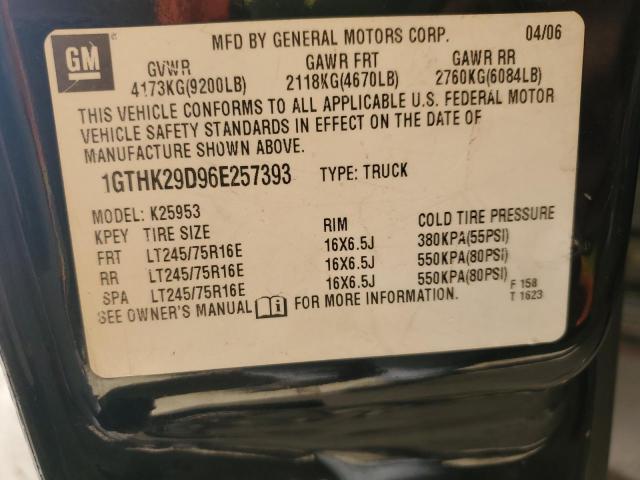 GM
MFD BY GENERAL MOTORS CORP. 04/06
GVWR GAWR FRT GAWR RR
4173KG(9200LB) 2118KG(4670LB) 2760KG(6084LB)
THIS VEHICLE CONFORMS TO ALL APPLICABLE U.S. FEDERAL MOTOR
VEHICLE SAFETY STANDARDS IN EFFECT ON THE DATE OF
MANUFACTURE SHOWN ABOVE.
1GTHK29D96E257393 TYPE: TRUCK
MODEL: K25953
KPEY TIRE SIZE RIM COLD TIRE PRESSURE
FRT LT245/75R16E 16X6.5J 380KPA(55PSI)
RR LT245/75R16E 16X6.5J 550KPA(80PSI)
SPA LT245/75R16E 16X6.5J 550KPA(80PSI)
SEE OWNER'S MANUAL i FOR MORE INFORMATION.
F 158
T 1623